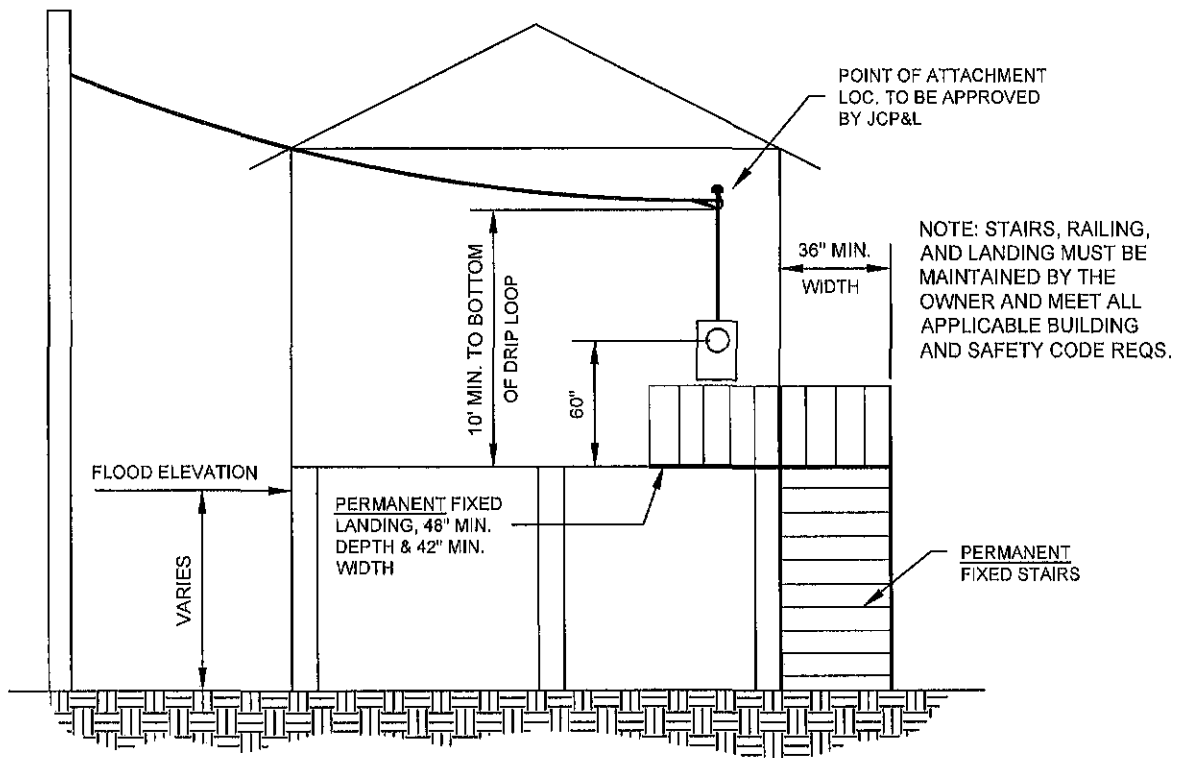 POINT OF ATTACHMENT
LOC. TO BE APPROVED
BY JCP&L
NOTE: STAIRS, RAILING,
AND LANDING MUST BE
MAINTAINED BY THE
OWNER AND MEET ALL
APPLICABLE BUILDING
AND SAFETY CODE REQS.
36" MIN.
WIDTH
10' MIN. TO BOTTOM
OF DRIP LOOP
60"
FLOOD ELEVATION
PERMANENT FIXED
LANDING, 48" MIN.
DEPTH & 42" MIN.
WIDTH
VARIES
PERMANENT
FIXED STAIRS